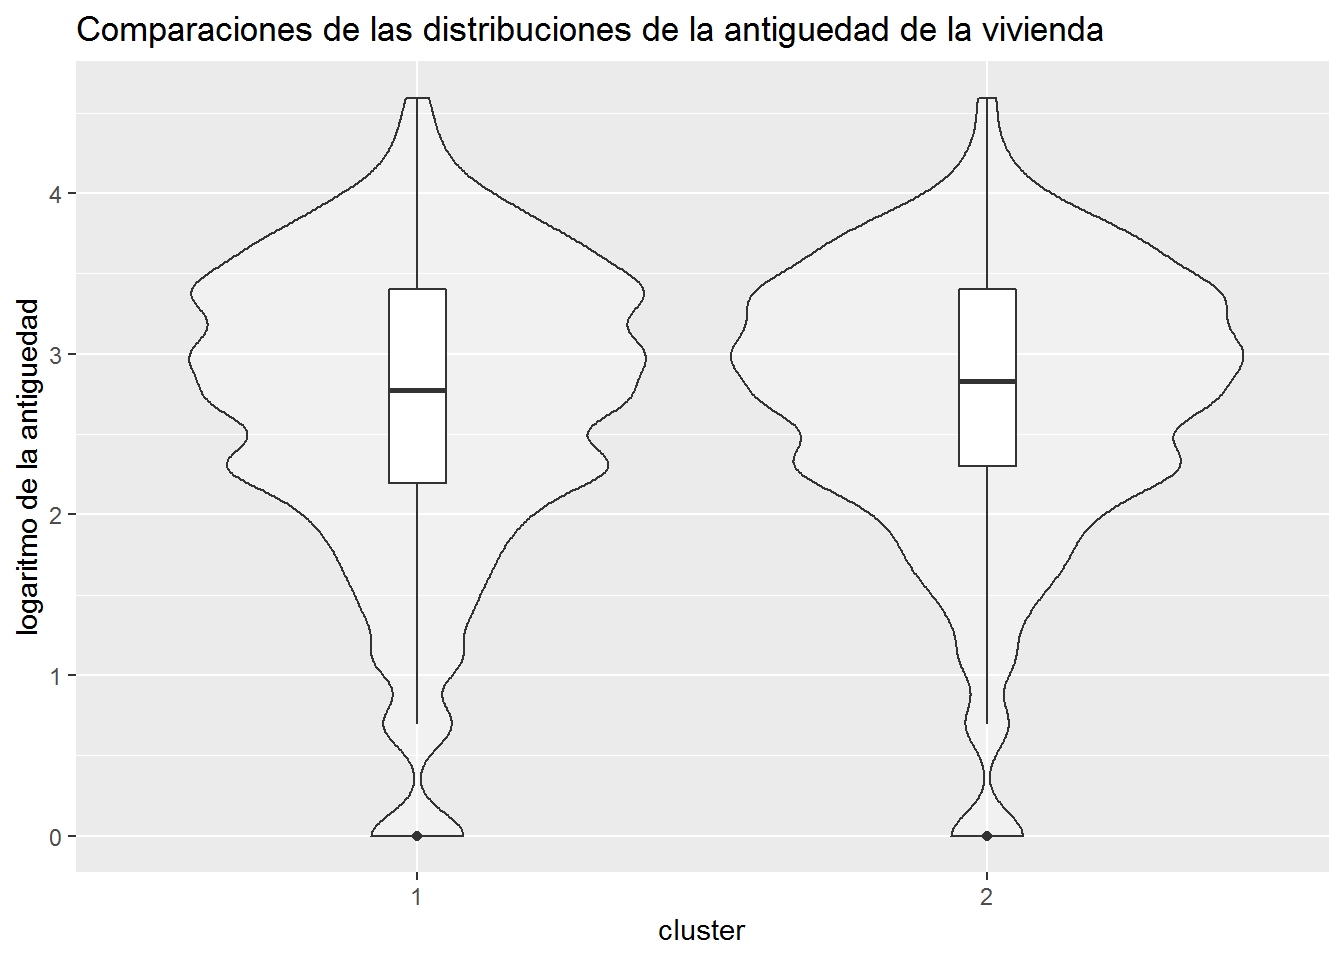 Comparaciones de las distribuciones de la antiguedad de la vivienda
logaritmo de la antiguedad
4
3
2
1
0
1
2
cluster